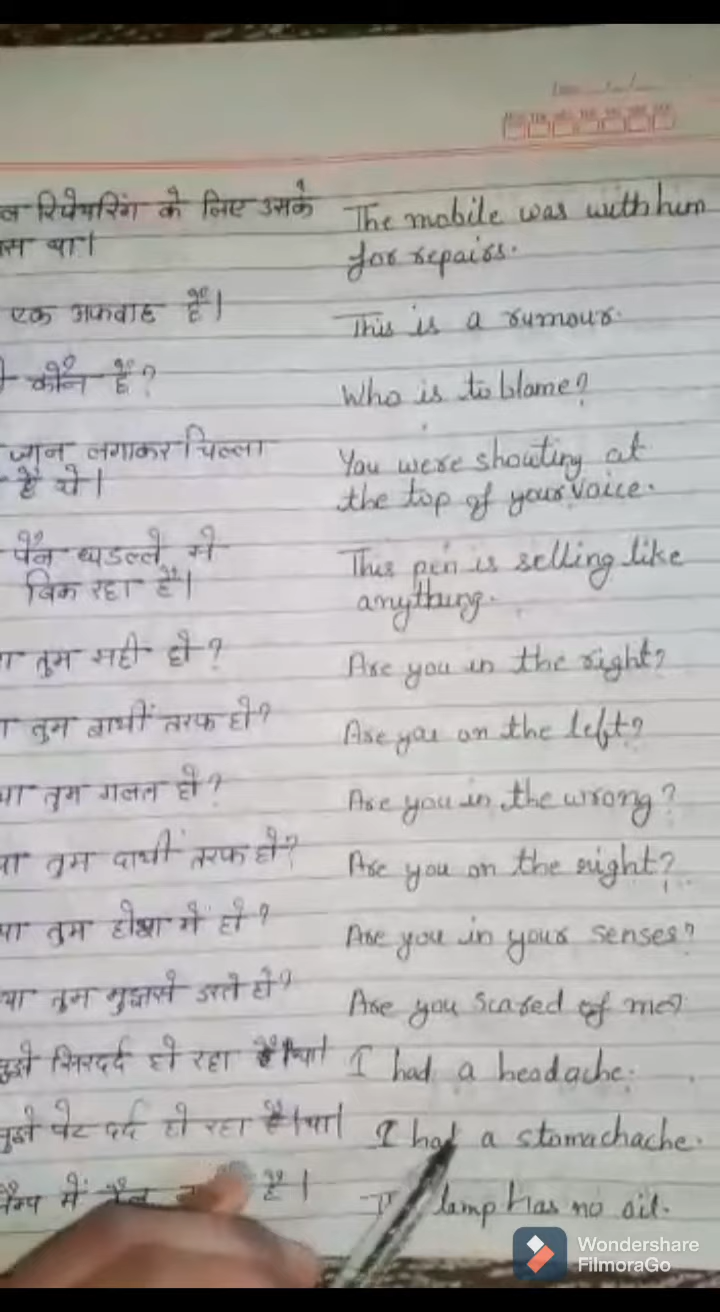 रिपेयरिंग के लिए उसके The mobile was with him
था। for repairs.
एक अफवाह है। This is a rumour.
कौन है? Who is to blame?
जान लगाकर चिल्ला You were shouting at
थे। the top of your voice.
पैन धडल्ले से This pen is selling like
बिक रहा है। anything.
तुम सही हो? Are you in the right?
तुम बायीं तरफ हो? Are you on the left?
तुम गलत हो? Are you in the wrong?
तुम दायीं तरफ हो? Are you on the right?
तुम होश में हो? Are you in your senses?
तुम मुझसे डरते हो? Are you scared of me?
सिरदर्द हो रहा था। I had a headache.
पेट दर्द हो रहा था। I had a stomachache.
में है। lamp has no oil.
Wondershare
FilmoraGo